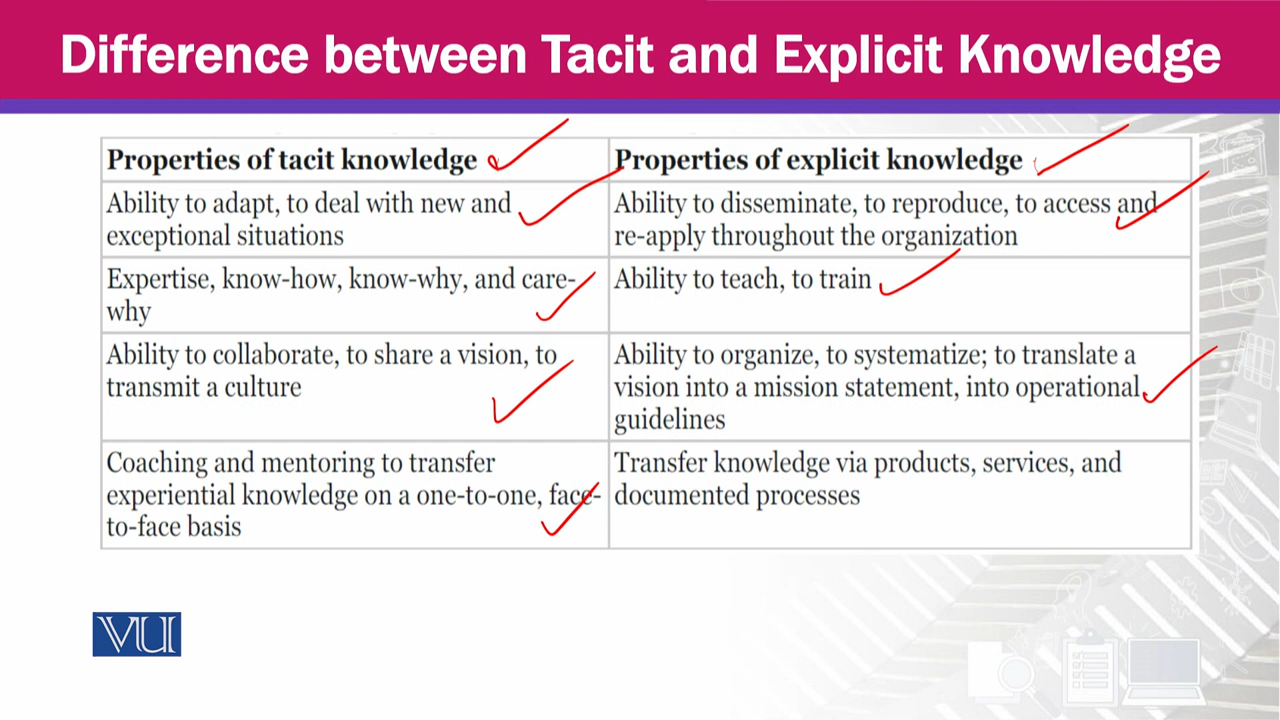 Difference between Tacit and Explicit Knowledge
Properties of tacit knowledge
Properties of explicit knowledge
Ability to adapt, to deal with new and
exceptional situations
Ability to disseminate, to reproduce, to access and
re-apply throughout the organization
Expertise, know-how, know-why, and care-
why
Ability to teach, to train
Ability to collaborate, to share a vision, to
transmit a culture
Ability to organize, to systematize; to translate a
vision into a mission statement, into operational
guidelines
Coaching and mentoring to transfer
experiential knowledge on a one-to-one, face-
to-face basis
Transfer knowledge via products, services, and
documented processes
VU